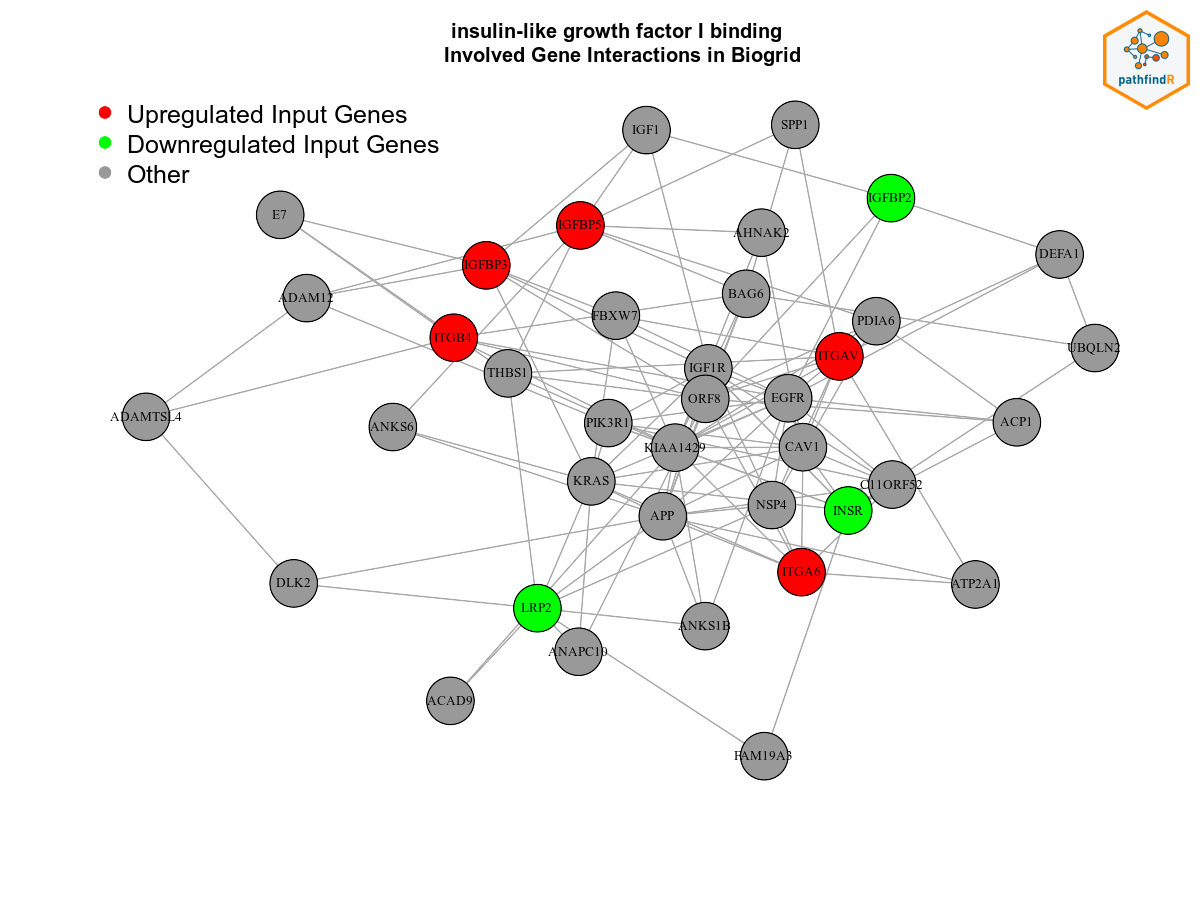 insulin-like growth factor I binding
Involved Gene Interactions in Biogrid
pathfindR
Upregulated Input Genes
Downregulated Input Genes
Other
IGF1
SPP1
IGFBP2
E7
IGFBP5
AHNAK2
DEFA1
IGFBP3
ADAM12
BAG6
FBXW7
PDIA6
ITGB4
UBQLN2
ITGAV
THBS1
IGF1R
ORF8
EGFR
ADAMTSL4
ANKS6
PIK3R1
ACP1
KIAA1429
CAV1
KRAS
C11ORF52
NSP4
INSR
APP
ITGA6
DLK2
ATP2A1
LRP2
ANKS1B
ANAPC10
ACAD9
FAM19A3